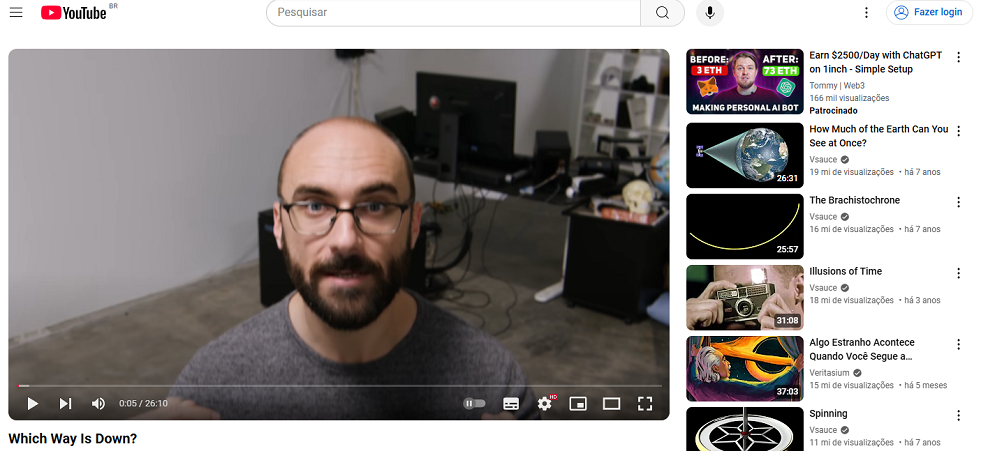 YouTube BR
Pesquisar
Fazer login
BEFORE: AFTER:
3 ETH 73 ETH
MAKING PERSONAL AI BOT
Earn $2500/Day with ChatGPT
on 1inch - Simple Setup
Tommy | Web3
166 mil visualizações
Patrocinado
26:31
How Much of the Earth Can You
See at Once?
Vsauce
19 mi de visualizações • há 7 anos
25:57
The Brachistochrone
Vsauce
16 mi de visualizações • há 7 anos
31:08
Illusions of Time
Vsauce
18 mi de visualizações • há 3 anos
37:03
Algo Estranho Acontece
Quando Você Segue a...
Veritasium
15 mi de visualizações • há 5 meses
Spinning
Vsauce
11 mi de visualizações • há 7 anos
0:05 / 26:10
HD
Which Way Is Down?